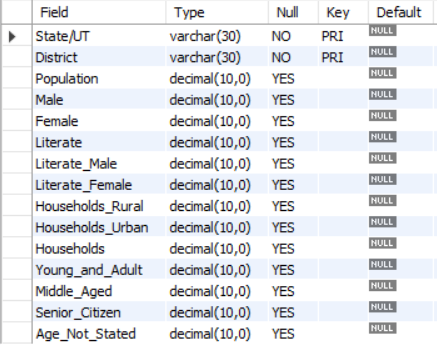 Field Type Null Key Default
State/UT varchar(30) NO PRI NULL
District varchar(30) NO PRI NULL
Population decimal(10,0) YES NULL
Male decimal(10,0) YES NULL
Female decimal(10,0) YES NULL
Literate decimal(10,0) YES NULL
Literate_Male decimal(10,0) YES NULL
Literate_Female decimal(10,0) YES NULL
Households_Rural decimal(10,0) YES NULL
Households_Urban decimal(10,0) YES NULL
Households decimal(10,0) YES NULL
Young_and_Adult decimal(10,0) YES NULL
Middle_Aged decimal(10,0) YES NULL
Senior_Citizen decimal(10,0) YES NULL
Age_Not_Stated decimal(10,0) YES NULL